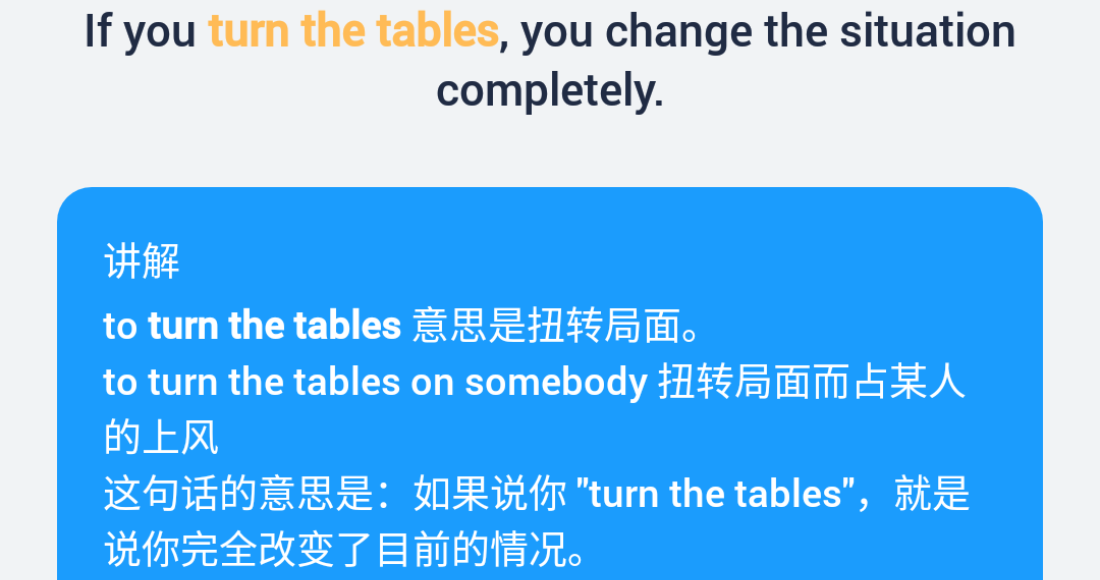 If you turn the tables, you change the situation
completely.
讲解
to turn the tables 意思是扭转局面。
to turn the tables on somebody 扭转局面而占某人
的上风
这句话的意思是：如果说你 "turn the tables"，就是
说你完全改变了目前的情况。